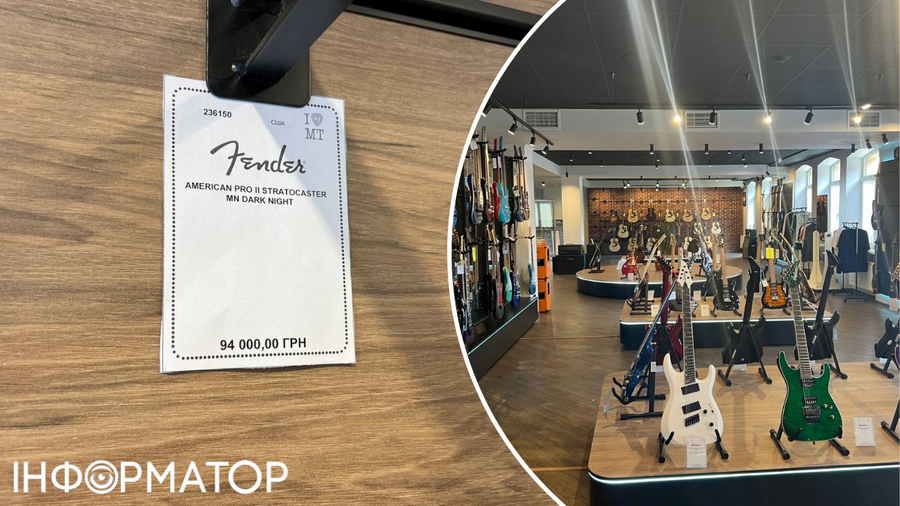 236150
США
I
MT
Fender
AMERICAN PRO II STRATOCASTER
MN DARK NIGHT
94 000,00 ГРН
ІНФОРМАТОР